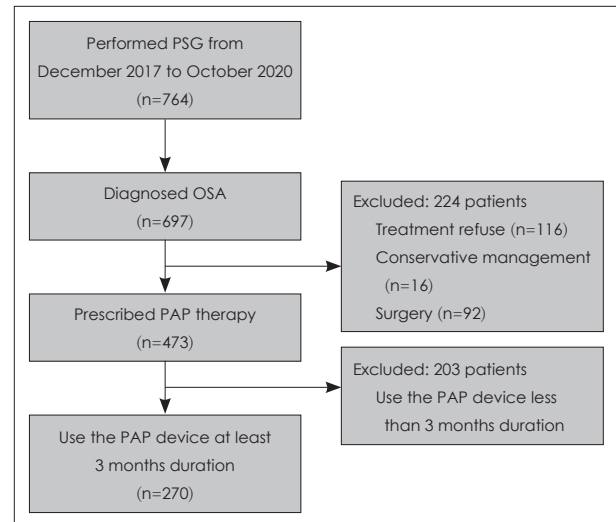 Performed PSG from
December 2017 to October 2020
(n=764)
Diagnosed OSA
(n=697)
Excluded: 224 patients
Treatment refuse (n=116)
Conservative management
(n=16)
Surgery (n=92)
Prescribed PAP therapy
(n=473)
Excluded: 203 patients
Use the PAP device less
than 3 months duration
Use the PAP device at least
3 months duration
(n=270)